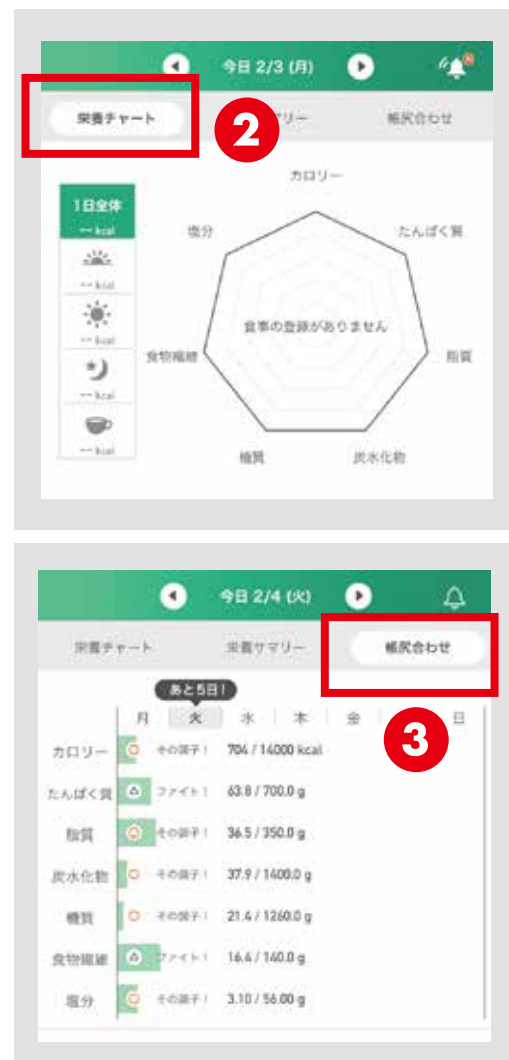 今日 2/3 (月)
栄養チャート
2
マリー
帳尻合わせ
カロリー
1日全体
-- kcal
塩分
たんぱく質
-- kcal
-- kcal
食事の登録がありません
食物繊維
脂質
-- kcal
-- kcal
糖質
炭水化物
今日 2/4 (火)
栄養チャート
栄養サマリー
帳尻合わせ
あと5日!
月 火 水 木 金 日
3
カロリー その調子! 704 / 14000 kcal
たんぱく質 ファイト! 63.8 / 700.0 g
脂質 その調子! 36.5 / 350.0 g
炭水化物 その調子! 37.9 / 1400.0 g
糖質 その調子! 21.4 / 1260.0 g
食物繊維 ファイト! 16.4 / 140.0 g
塩分 その調子! 3.10 / 56.00 g